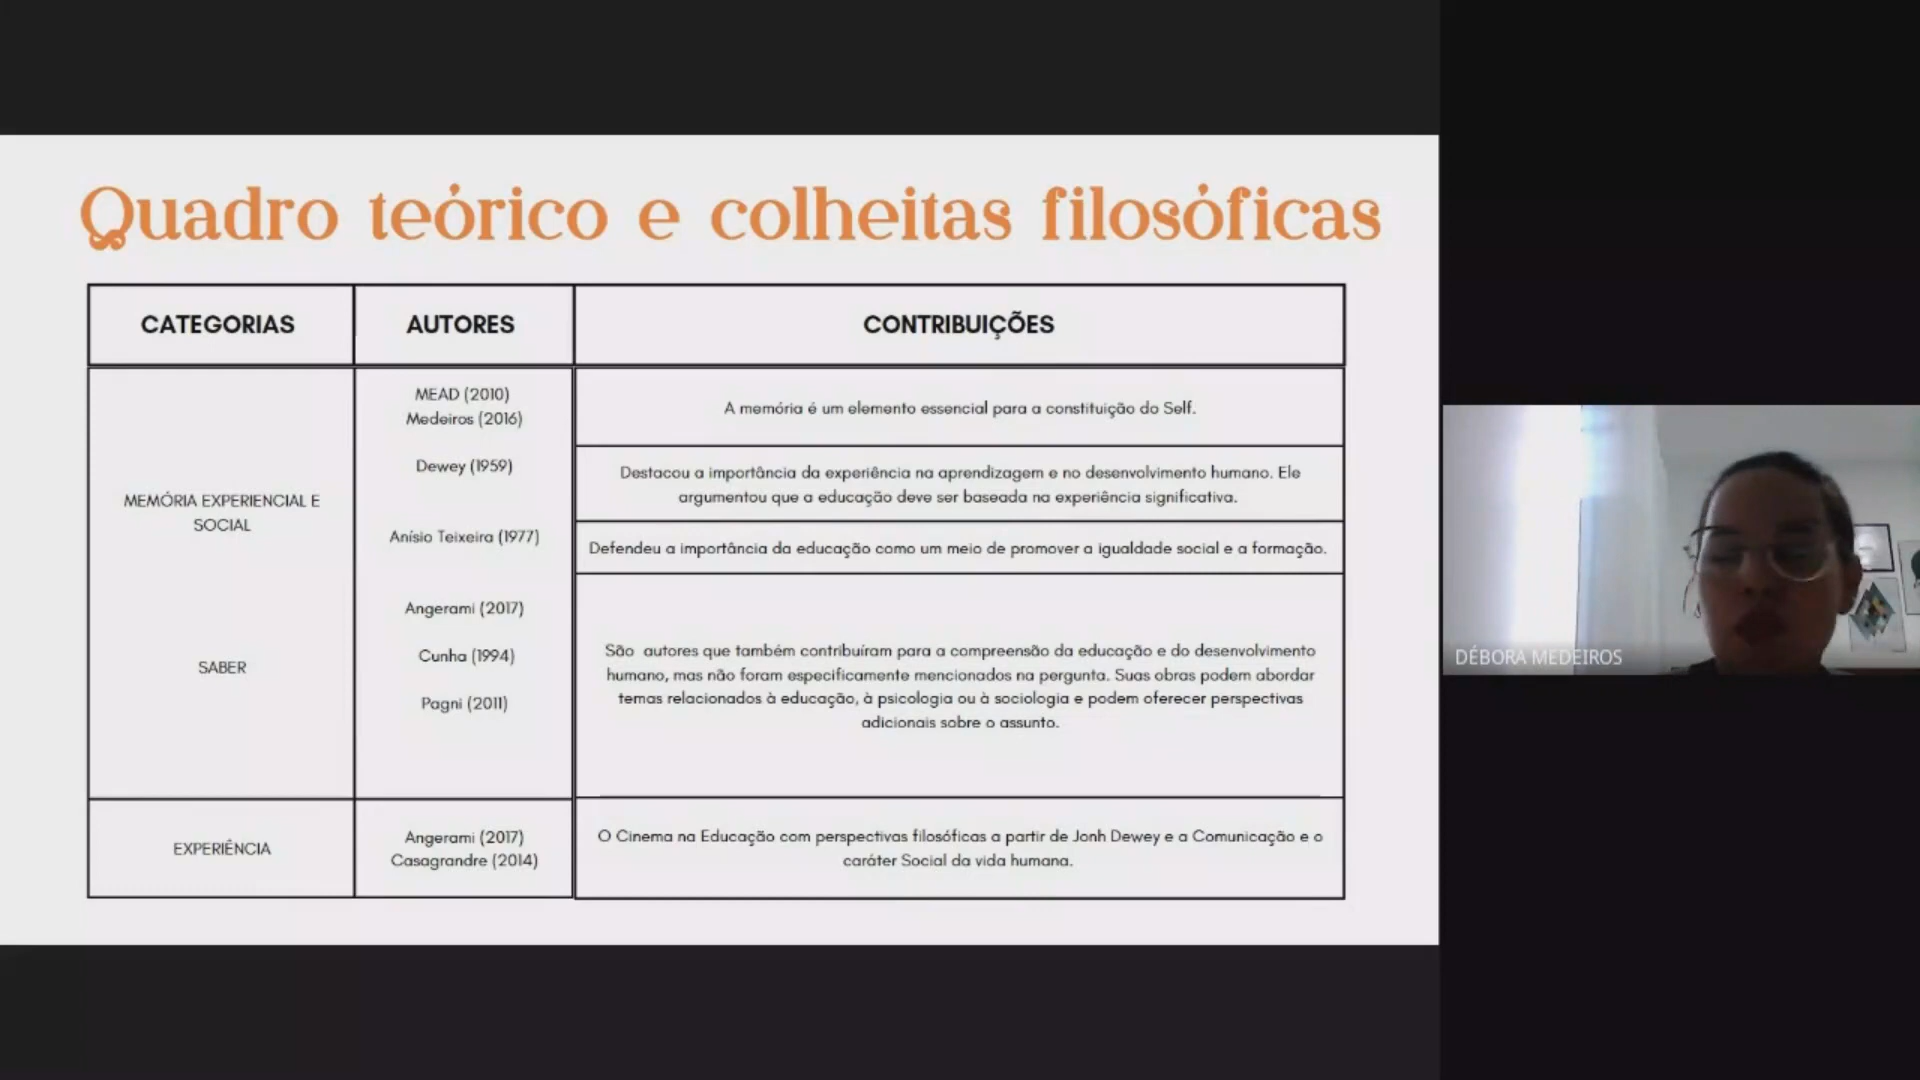 Quadro teórico e colheitas filosóficas
CATEGORIAS
AUTORES
CONTRIBUIÇÕES
MEMÓRIA EXPERIENCIAL E
SOCIAL
SABER
MEAD (2010)
Medeiros (2016)
Dewey (1959)
Anísio Teixeira (1977)
Angerami (2017)
Cunha (1994)
Pagni (2011)
A memória é um elemento essencial para a constituição do Self.
Destacou a importância da experiência na aprendizagem e no desenvolvimento humano. Ele
argumentou que a educação deve ser baseada na experiência significativa.
Defendeu a importância da educação como um meio de promover a igualdade social e a formação.
São autores que também contribuíram para a compreensão da educação e do desenvolvimento
humano, mas não foram especificamente mencionados na pergunta. Suas obras podem abordar
temas relacionados à educação, à psicologia ou à sociologia e podem oferecer perspectivas
adicionais sobre o assunto.
EXPERIÊNCIA
Angerami (2017)
Casagrandre (2014)
O Cinema na Educação com perspectivas filosóficas a partir de Jonh Dewey e a Comunicação e o
caráter Social da vida humana.
DÉBORA MEDEIROS